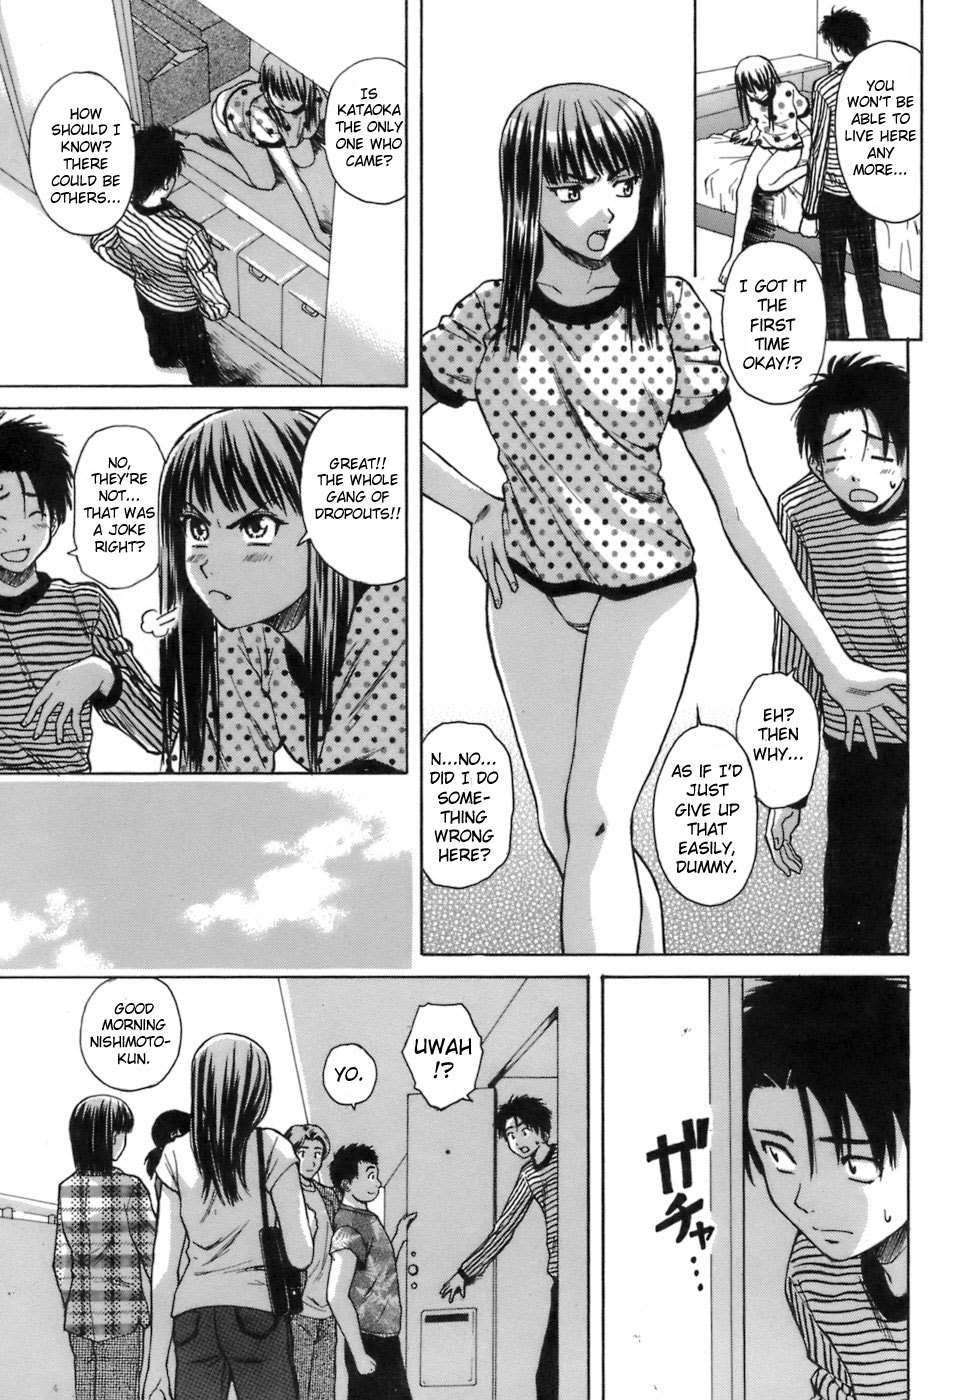 YOU
WON'T BE
ABLE TO
LIVE HERE
ANY
MORE...
I GOT IT
THE
FIRST
TIME
OKAY!?
EH?
THEN
WHY...
AS IF I'D
JUST
GIVE UP
THAT
EASILY,
DUMMY.
N...NO...
DID I DO
SOME-
THING
WRONG
HERE?
IS
KATAOKA
THE ONLY
ONE WHO
CAME?
HOW
SHOULD I
KNOW?
THERE
COULD BE
OTHERS...
GREAT!!
THE WHOLE
GANG OF
DROPOUTS!!
NO,
THEY'RE
NOT...
THAT WAS
A JOKE
RIGHT?
ガチャ...
UWAH
!?
YO.
GOOD
MORNING
NISHIMOTO-
KUN.